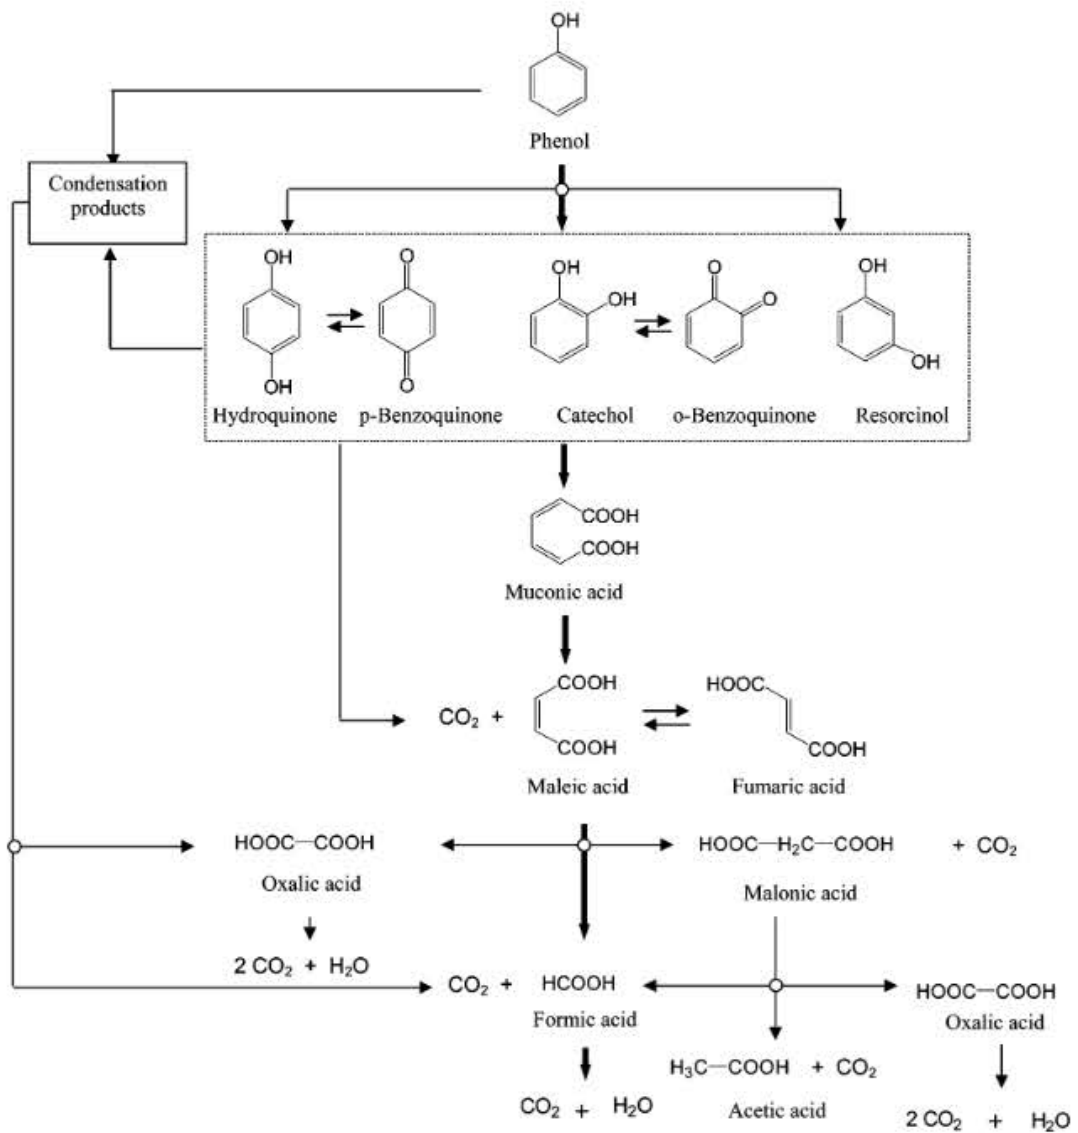 OH
Phenol
Condensation
products
OH
OH
Hydroquinone
O
O
p-Benzoquinone
OH
OH
Catechol
O
O
o-Benzoquinone
OH
OH
Resorcinol
COOH
COOH
Muconic acid
CO2 +
COOH
COOH
Maleic acid
HOOC
COOH
Fumaric acid
HOOC—COOH
Oxalic acid
2 CO2 + H2O
HOOC—H2C—COOH + CO2
Malonic acid
CO2 + HCOOH
Formic acid
CO2 + H2O
H3C—COOH + CO2
Acetic acid
HOOC—COOH
Oxalic acid
2 CO2 + H2O